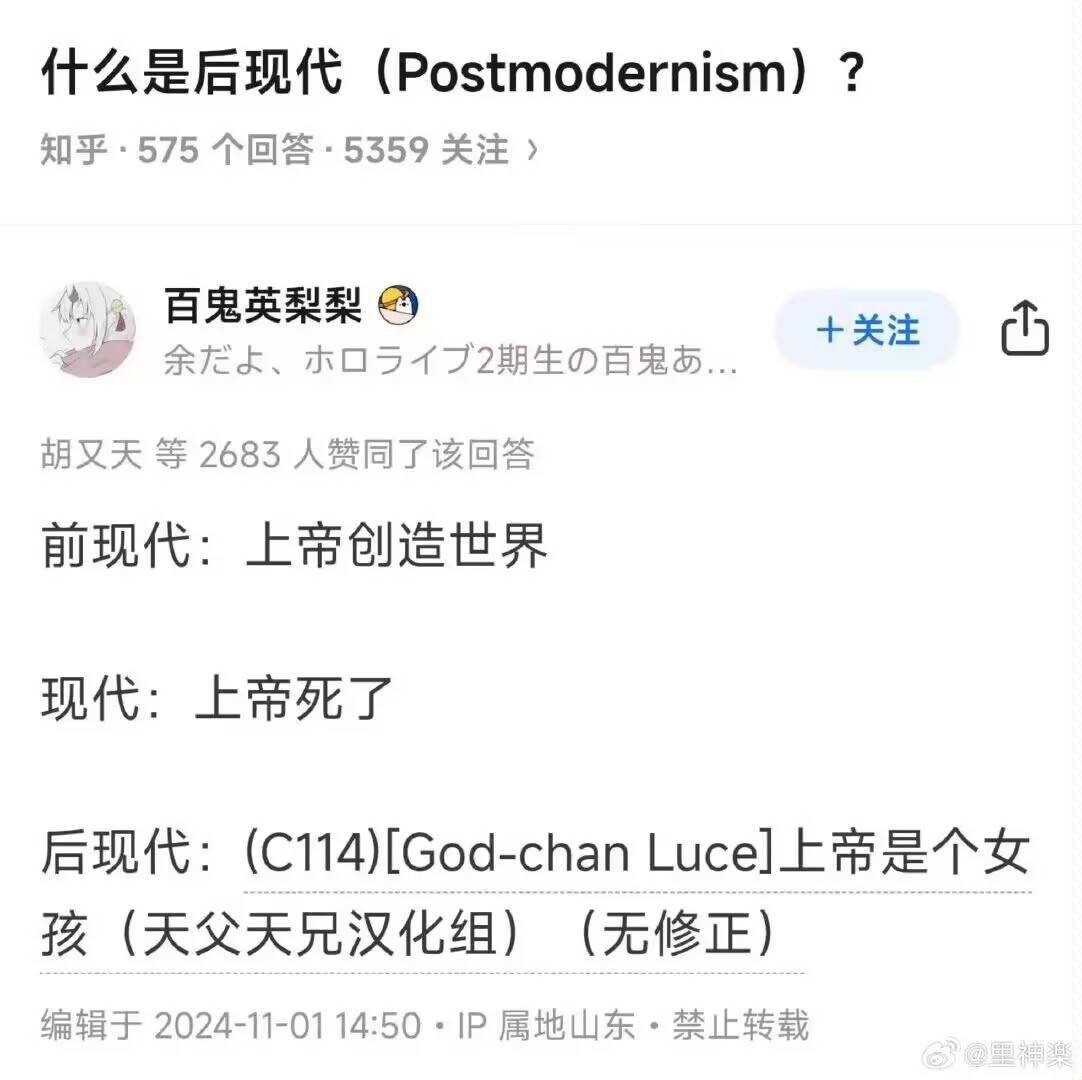 什么是后现代（Postmodernism）？
知乎 · 575 个回答 · 5359 关注 ›
百鬼英梨梨
余だよ、ホロライブ2期生の百鬼あ...
+关注
胡又天 等 2683 人赞同了该回答
前现代：上帝创造世界
现代：上帝死了
后现代：(C114)[God-chan Luce]上帝是个女
孩（天父天兄汉化组）（无修正）
编辑于 2024-11-01 14:50 · IP 属地山东 · 禁止转载
@里神楽